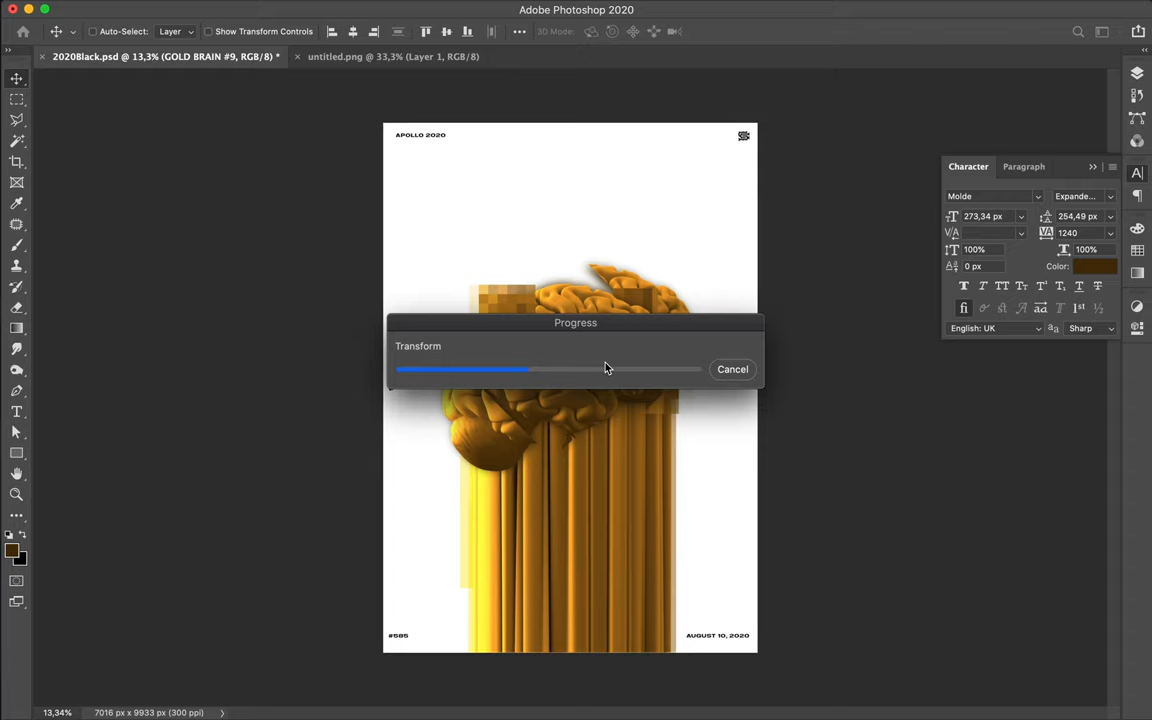 Adobe Photoshop 2020
Auto-Select: Layer Show Transform Controls 3D Mode:
2020Black.psd @ 13,3% (GOLD BRAIN #9, RGB/8) * untitled.png @ 33,3% (Layer 1, RGB/8)
APOLLO 2020
Character Paragraph
Molde Expande...
273,34 px 254,49 px
1240
100% 100%
0 px Color:
English: UK Sharp
Progress
Transform
Cancel
#585 AUGUST 10, 2020
13,34% 7016 px x 9933 px (300 ppi)